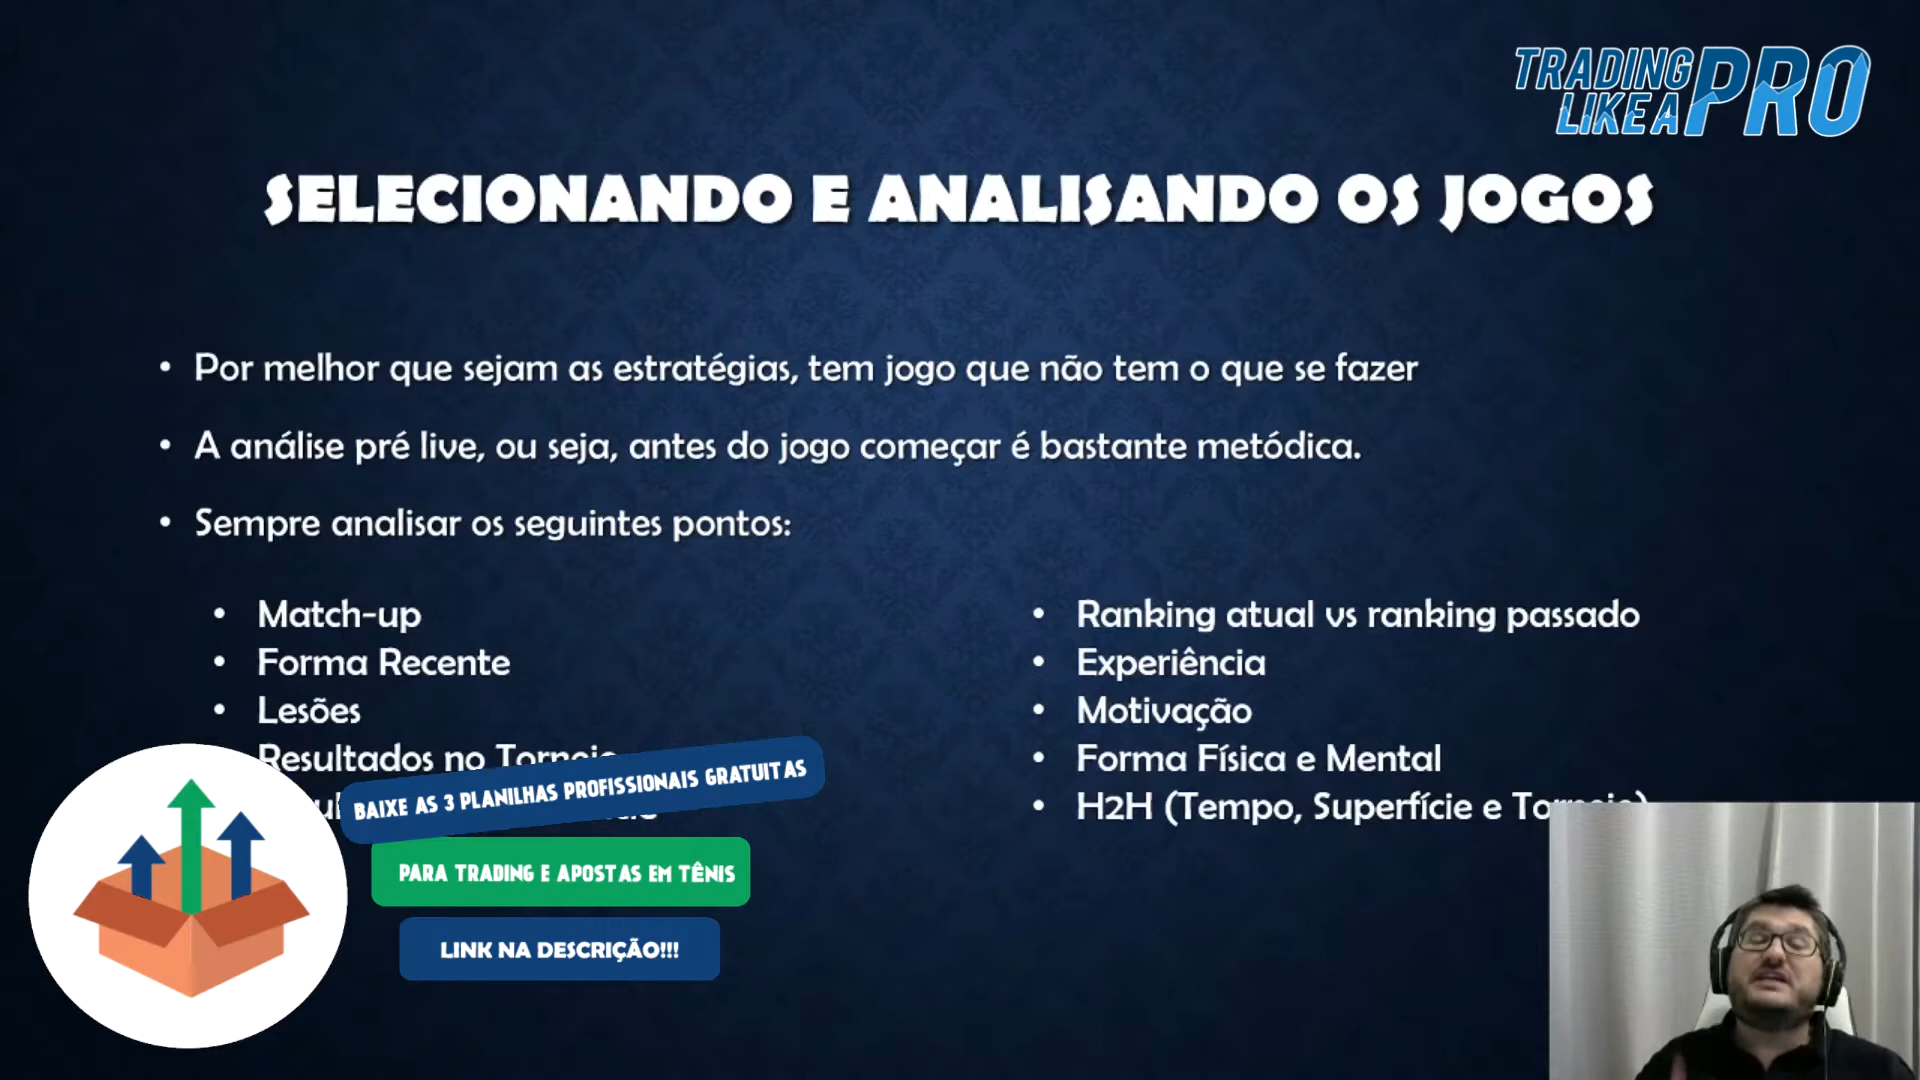 TRADING
LIKE A PRO
SELECIONANDO E ANALISANDO OS JOGOS
• Por melhor que sejam as estratégias, tem jogo que não tem o que se fazer
• A análise pré live, ou seja, antes do jogo começar é bastante metódica.
• Sempre analisar os seguintes pontos:
• Match-up
• Forma Recente
• Lesões
Resultados no Torneio
• Ranking atual vs ranking passado
• Experiência
• Motivação
• Forma Física e Mental
• H2H (Tempo, Superfície e Torneio)
BAIXE AS 3 PLANILHAS PROFISSIONAIS GRATUITAS
PARA TRADING E APOSTAS EM TÊNIS
LINK NA DESCRIÇÃO!!!